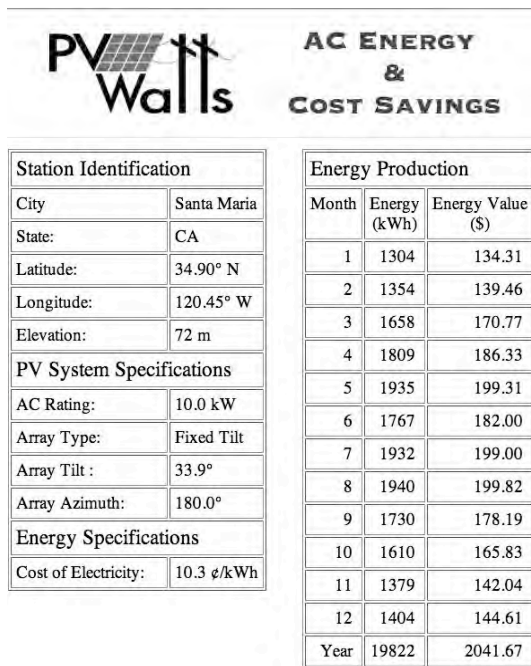 PV Watts
AC ENERGY
&
COST SAVINGS
Station Identification
City Santa Maria
State: CA
Latitude: 34.90° N
Longitude: 120.45° W
Elevation: 72 m
PV System Specifications
AC Rating: 10.0 kW
Array Type: Fixed Tilt
Array Tilt : 33.9°
Array Azimuth: 180.0°
Energy Specifications
Cost of Electricity: 10.3 ¢/kWh
Energy Production
Month Energy (kWh) Energy Value ($)
1 1304 134.31
2 1354 139.46
3 1658 170.77
4 1809 186.33
5 1935 199.31
6 1767 182.00
7 1932 199.00
8 1940 199.82
9 1730 178.19
10 1610 165.83
11 1379 142.04
12 1404 144.61
Year 19822 2041.67